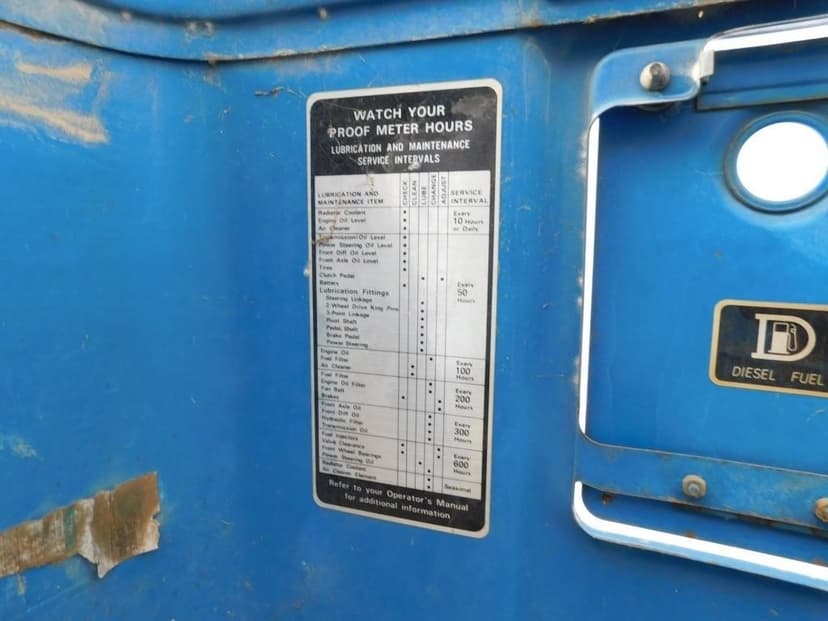 WATCH YOUR
PROOF METER HOURS
LUBRICATION AND MAINTENANCE
SERVICE INTERVALS
LUBRICATION AND
MAINTENANCE ITEM
CHECK
CLEAN
LUBE
CHANGE
ADJUST
SERVICE
INTERVAL
Radiator Coolant
Engine Oil Level
Air Cleaner
Every
10 Hours
or Daily
Transmission Oil Level
Power Steering Oil Level
Front Diff Oil Level
Front Axle Oil Level
Tires
Clutch Pedal
Battery
Lubrication Fittings
Steering Linkage
2-Wheel Drive King Pins
3-Point Linkage
Pivot Shaft
Pedal Shaft
Brake Pedal
Power Steering
Every
50
Hours
Engine Oil
Fuel Filter
Air Cleaner
Every
100
Hours
Fuel Filter
Engine Oil Filter
Fan Belt
Brakes
Every
200
Hours
Front Axle Oil
Front Diff Oil
Hydraulic Filter
Transmission Oil
Every
300
Hours
Fuel Injectors
Valve Clearance
Front Wheel Bearings
Power Steering Oil
Every
600
Hours
Radiator Coolant
Air Cleaner Element
Seasonal
Refer to your Operator's Manual
for additional information
D
DIESEL FUEL